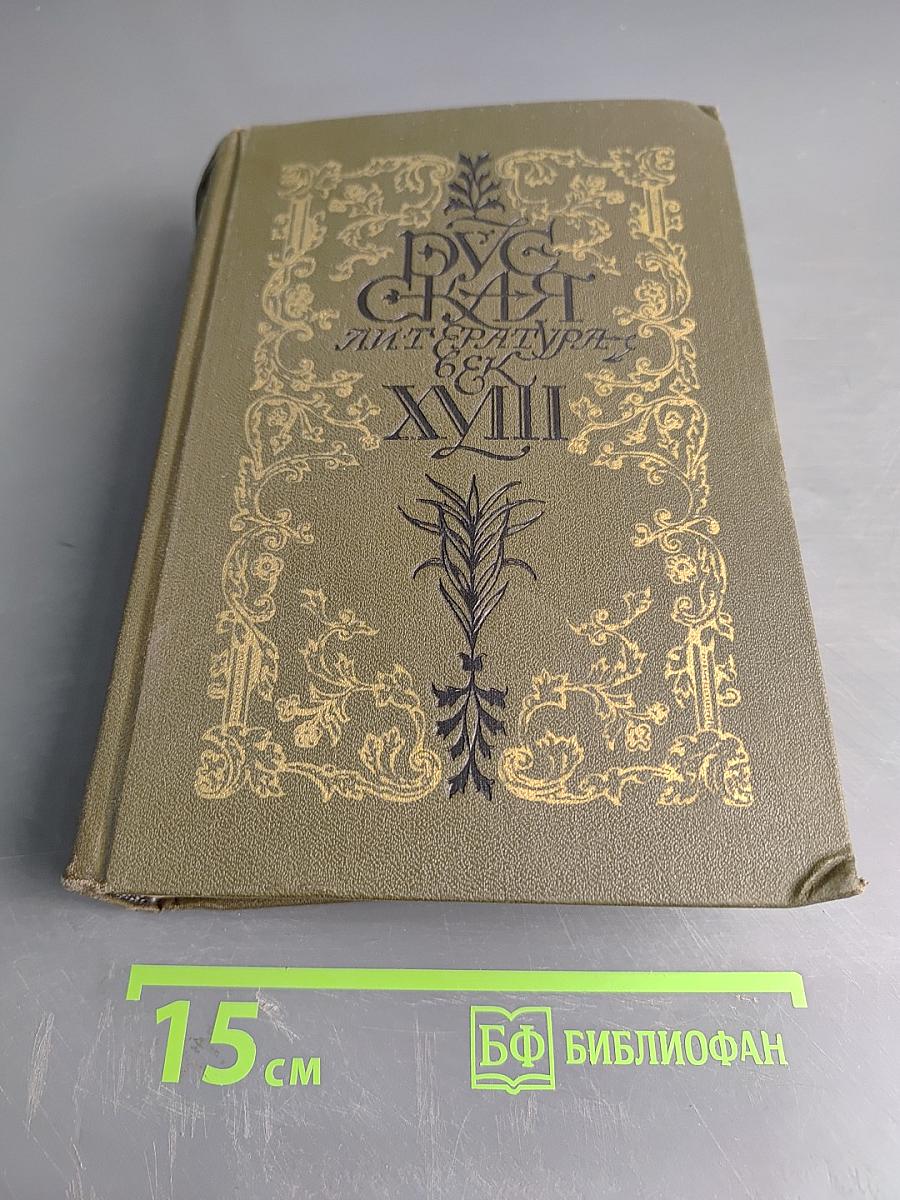 РУС
СКАЯ
ЛИТЕРАТУРА
ВЕК
XVIII
15 см
БФ БИБЛИОФАН